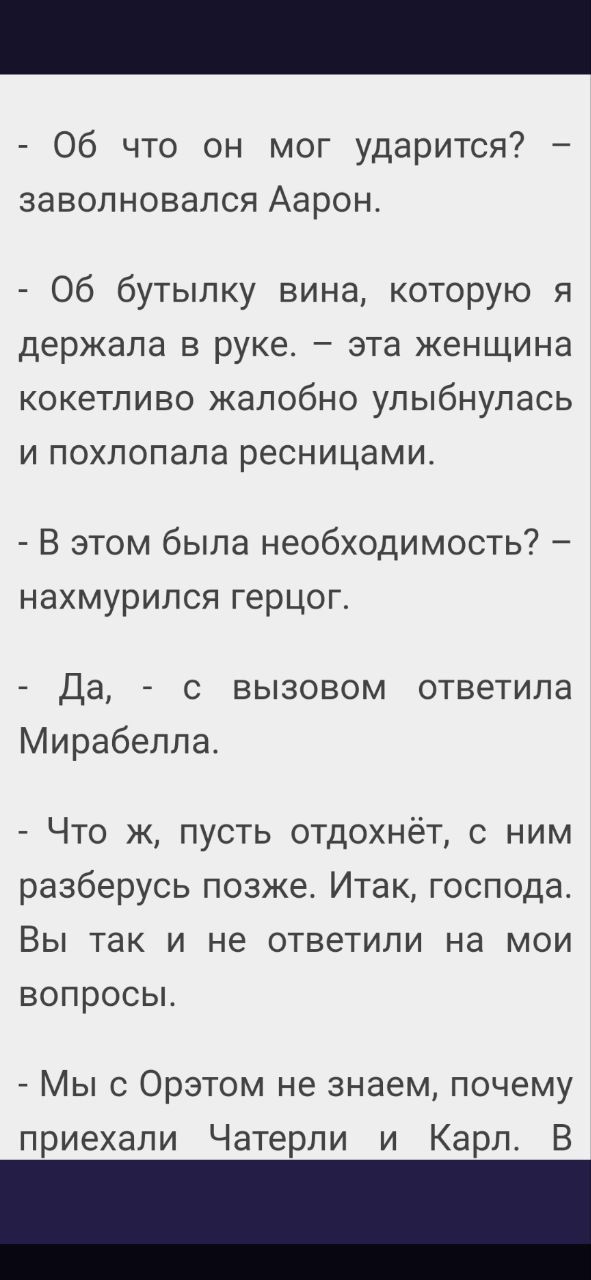 - Об что он мог ударится? –
заволновался Аарон.
- Об бутылку вина, которую я
держала в руке. – эта женщина
кокетливо жалобно улыбнулась
и похлопала ресницами.
- В этом была необходимость? –
нахмурился герцог.
- Да, - с вызовом ответила
Мирабелла.
- Что ж, пусть отдохнёт, с ним
разберусь позже. Итак, господа.
Вы так и не ответили на мои
вопросы.
- Мы с Орэтом не знаем, почему
приехали Чатерли и Карл. В